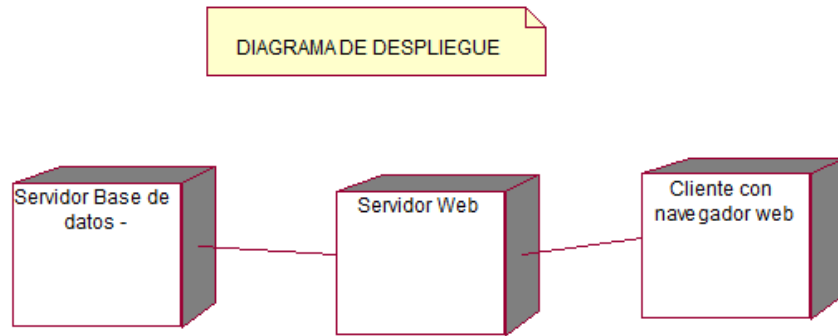 DIAGRAMA DE DESPLIEGUE
Servidor Base de
datos -
Servidor Web
Cliente con
navegador web